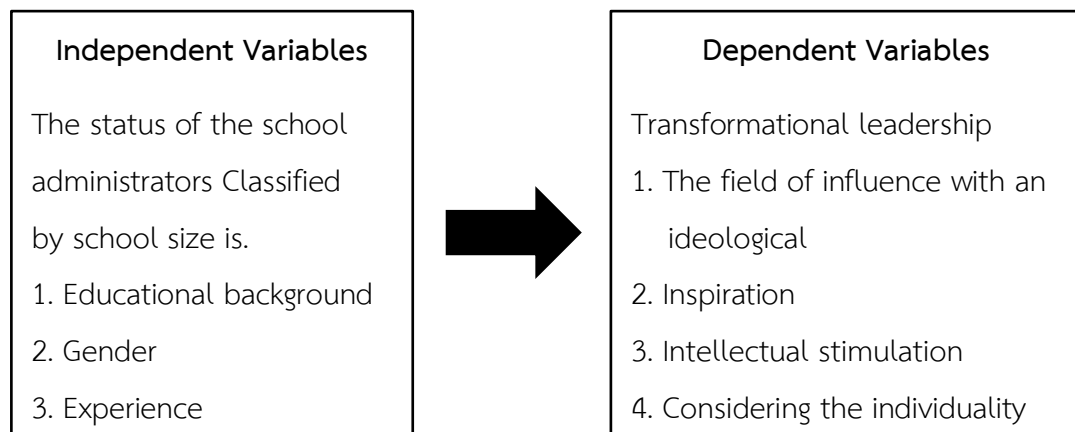 Independent Variables
The status of the school
administrators Classified
by school size is.
1. Educational background
2. Gender
3. Experience
Dependent Variables
Transformational leadership
1. The field of influence with an
ideological
2. Inspiration
3. Intellectual stimulation
4. Considering the individuality